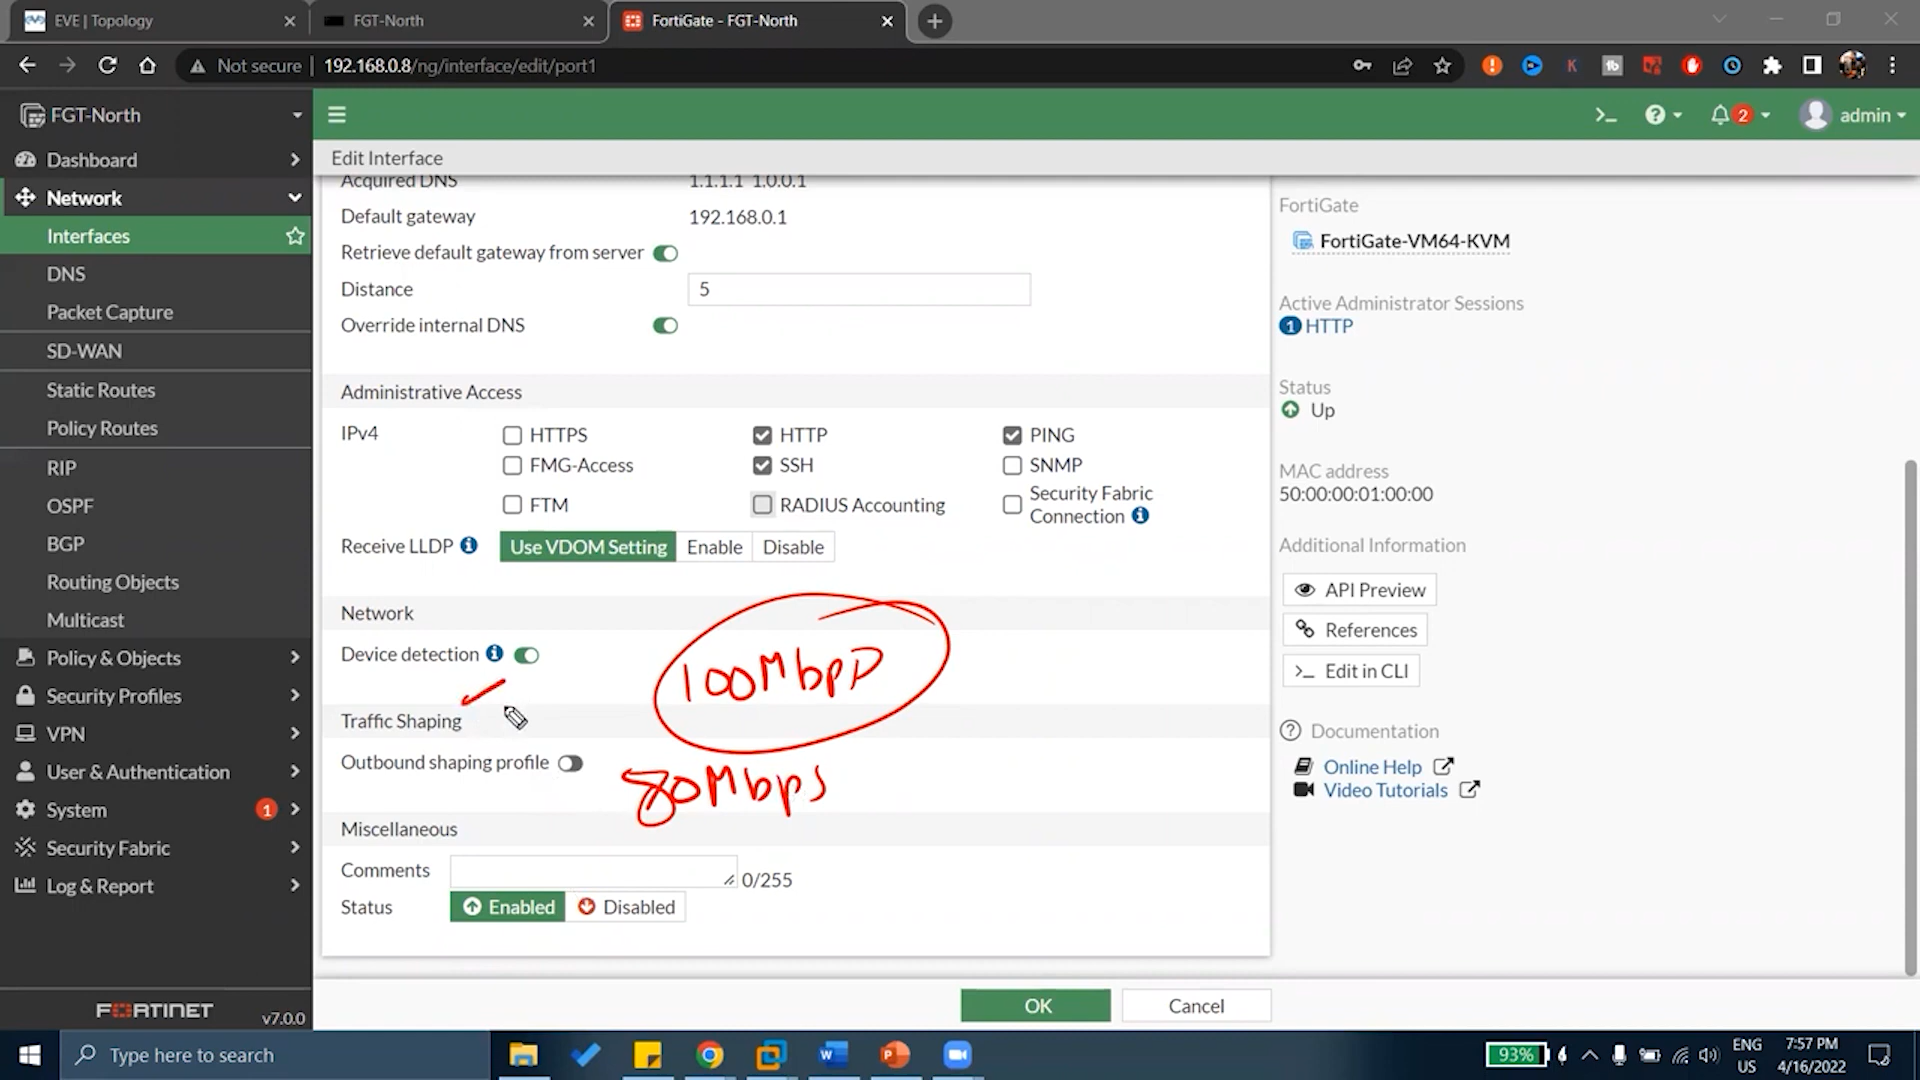 EVE | Topology
FGT-North
FortiGate - FGT-North
Not secure
192.168.0.8/ng/interface/edit/port1
FGT-North
admin
2
Dashboard
Network
Interfaces
DNS
Packet Capture
SD-WAN
Static Routes
Policy Routes
RIP
OSPF
BGP
Routing Objects
Multicast
Policy & Objects
Security Profiles
VPN
User & Authentication
System
1
Security Fabric
Log & Report
FORTINET
v7.0.0
Edit Interface
Acquired DNS 1.1.1.1 1.0.0.1
Default gateway 192.168.0.1
Retrieve default gateway from server
Distance 5
Override internal DNS
Administrative Access
IPv4 HTTPS HTTP PING
FMG-Access SSH SNMP
FTM RADIUS Accounting Security Fabric
Connection
Receive LLDP Use VDOM Setting Enable Disable
Network
Device detection
100Mbpp
Traffic Shaping
Outbound shaping profile
80Mbps
Miscellaneous
Comments 0/255
Status Enabled Disabled
OK Cancel
FortiGate
FortiGate-VM64-KVM
Active Administrator Sessions
1 HTTP
Status
Up
MAC address
50:00:00:01:00:00
Additional Information
API Preview
References
>_ Edit in CLI
Documentation
Online Help
Video Tutorials
Type here to search
93%
ENG
US
7:57 PM
4/16/2022